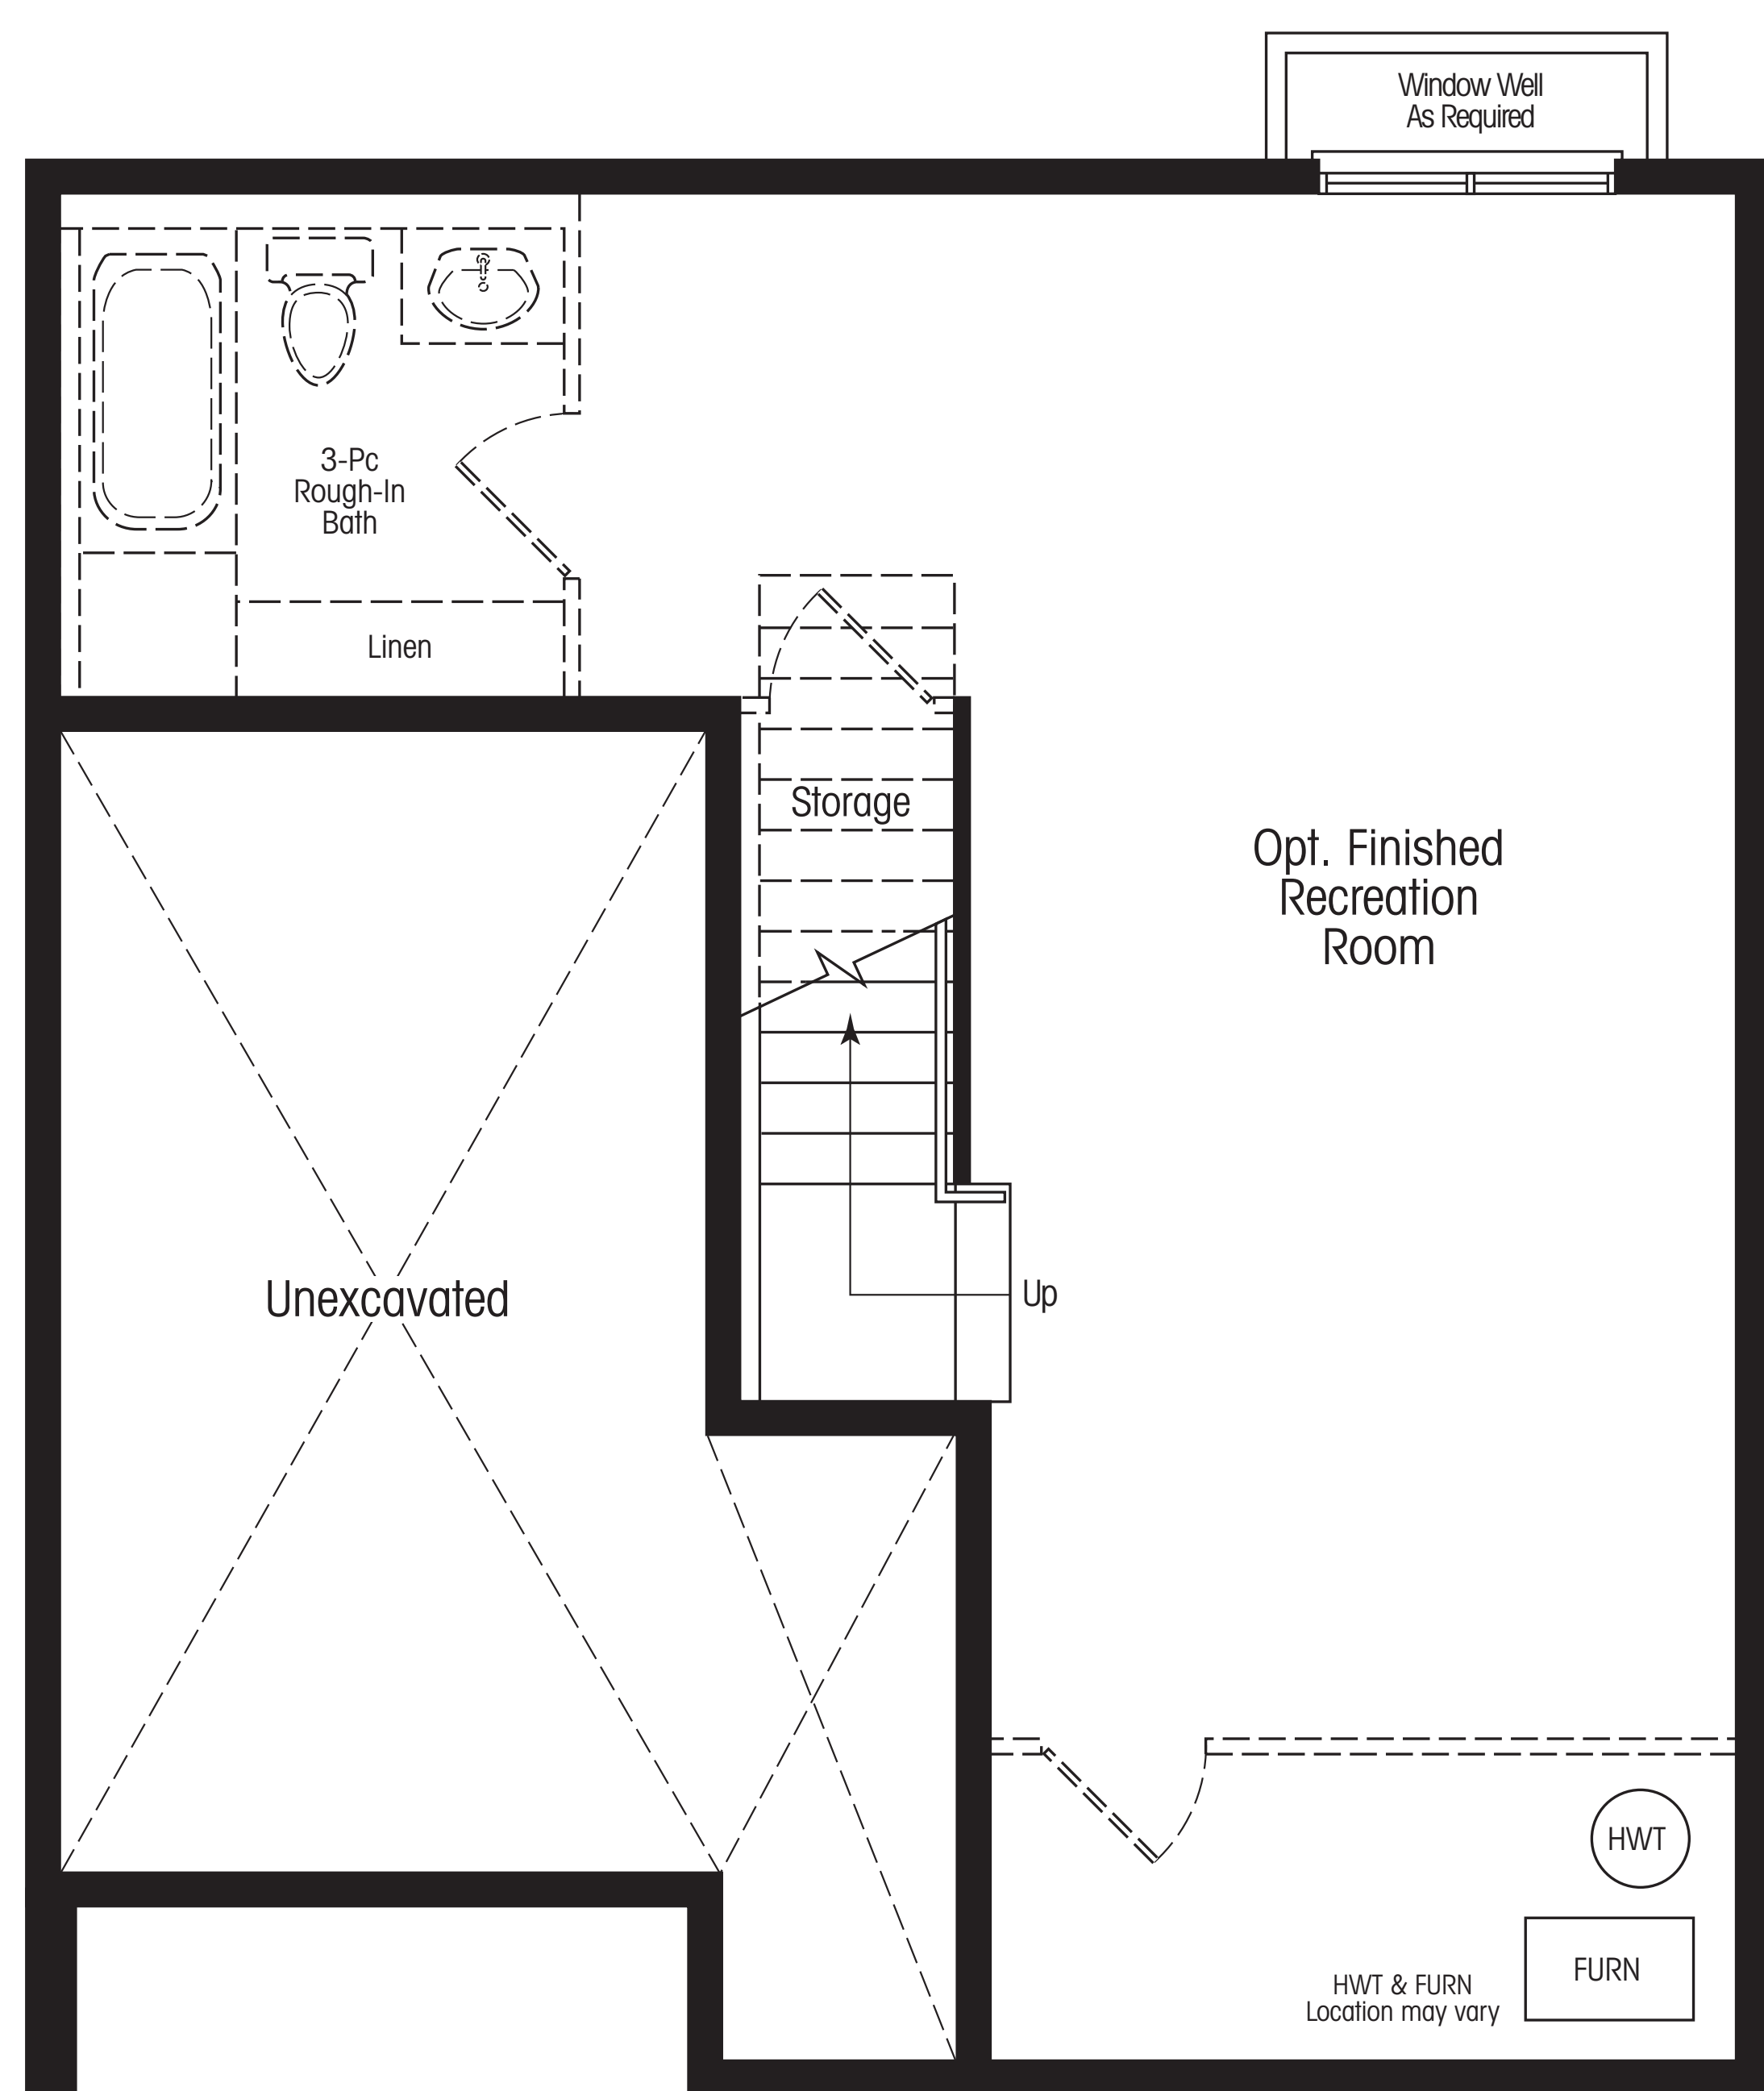 Window Well
As Required
3-Pc
Rough-In
Bath
Linen
Storage
Opt. Finished
Recreation
Room
Unexcavated
Up
HWT
FURN
HWT & FURN
Location may vary